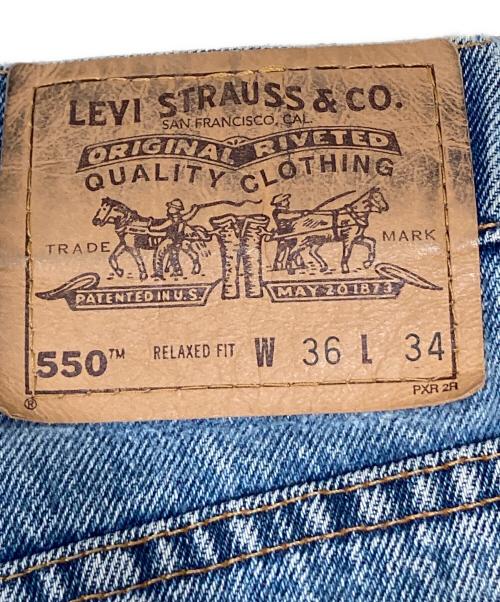 LEVI STRAUSS & CO.
SAN FRANCISCO, CAL.
ORIGINAL RIVETED
QUALITY CLOTHING
TRADE MARK
PATENTED IN U.S. MAY 20 1873
550™ RELAXED FIT W 36 L 34
® PXR 2R